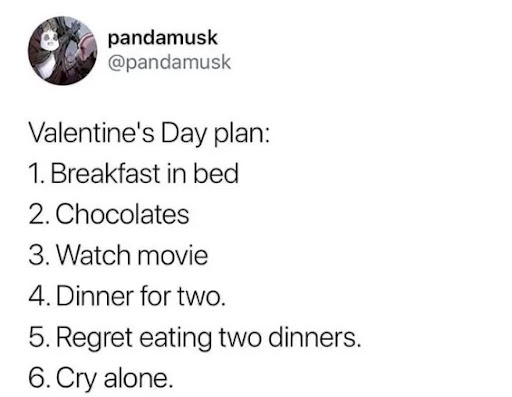 pandamusk
@pandamusk
Valentine's Day plan:
1. Breakfast in bed
2. Chocolates
3. Watch movie
4. Dinner for two.
5. Regret eating two dinners.
6. Cry alone.